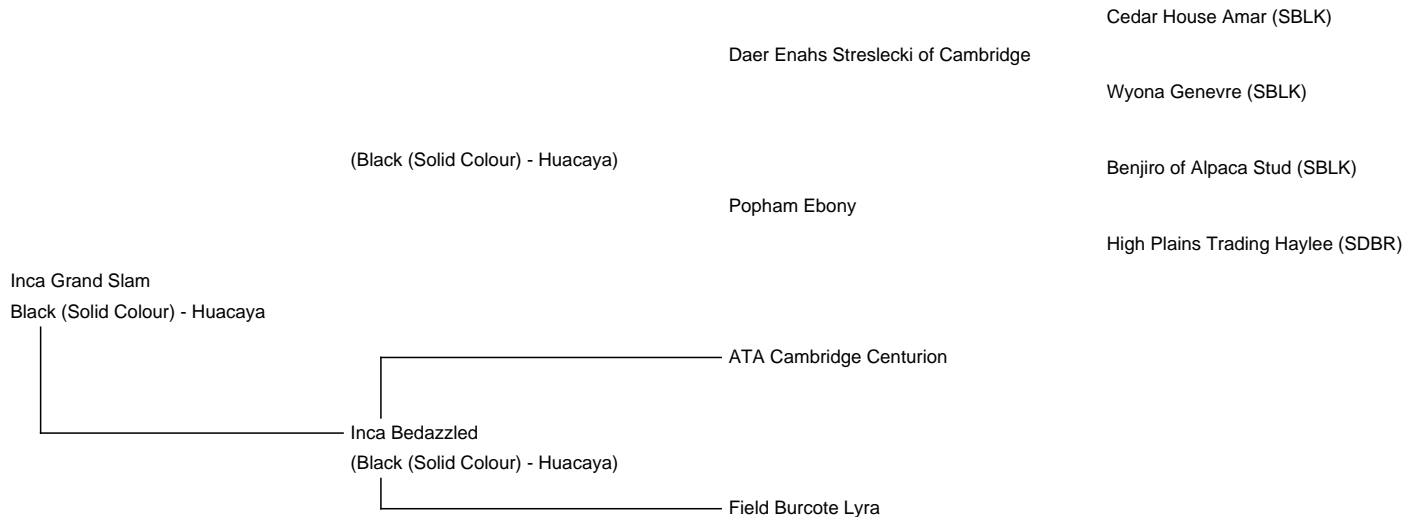 Cedar House Amar (SBLK)
Daer Enahs Streslecki of Cambridge
Wyona Genevre (SBLK)
(Black (Solid Colour) - Huacaya)
Benjiro of Alpaca Stud (SBLK)
Popham Ebony
High Plains Trading Haylee (SDBR)
Inca Grand Slam
Black (Solid Colour) - Huacaya
ATA Cambridge Centurion
Inca Bedazzled
(Black (Solid Colour) - Huacaya)
Field Burcote Lyra